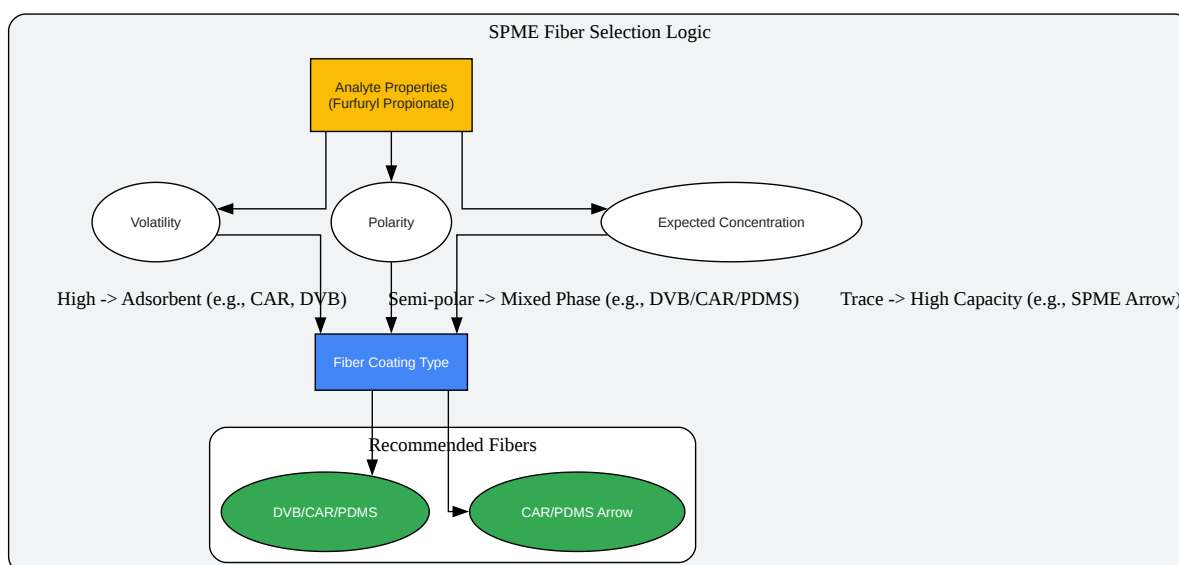 SPME Fiber Selection Logic
Analyte Properties
(Furfuryl Propionate)
Volatility
Polarity
Expected Concentration
High -> Adsorbent (e.g., CAR, DVB)
Semi-polar -> Mixed Phase (e.g., DVB/CAR/PDMS)
Trace -> High Capacity (e.g., SPME Arrow)
Fiber Coating Type
Recommended Fibers
DVB/CAR/PDMS
CAR/PDMS Arrow